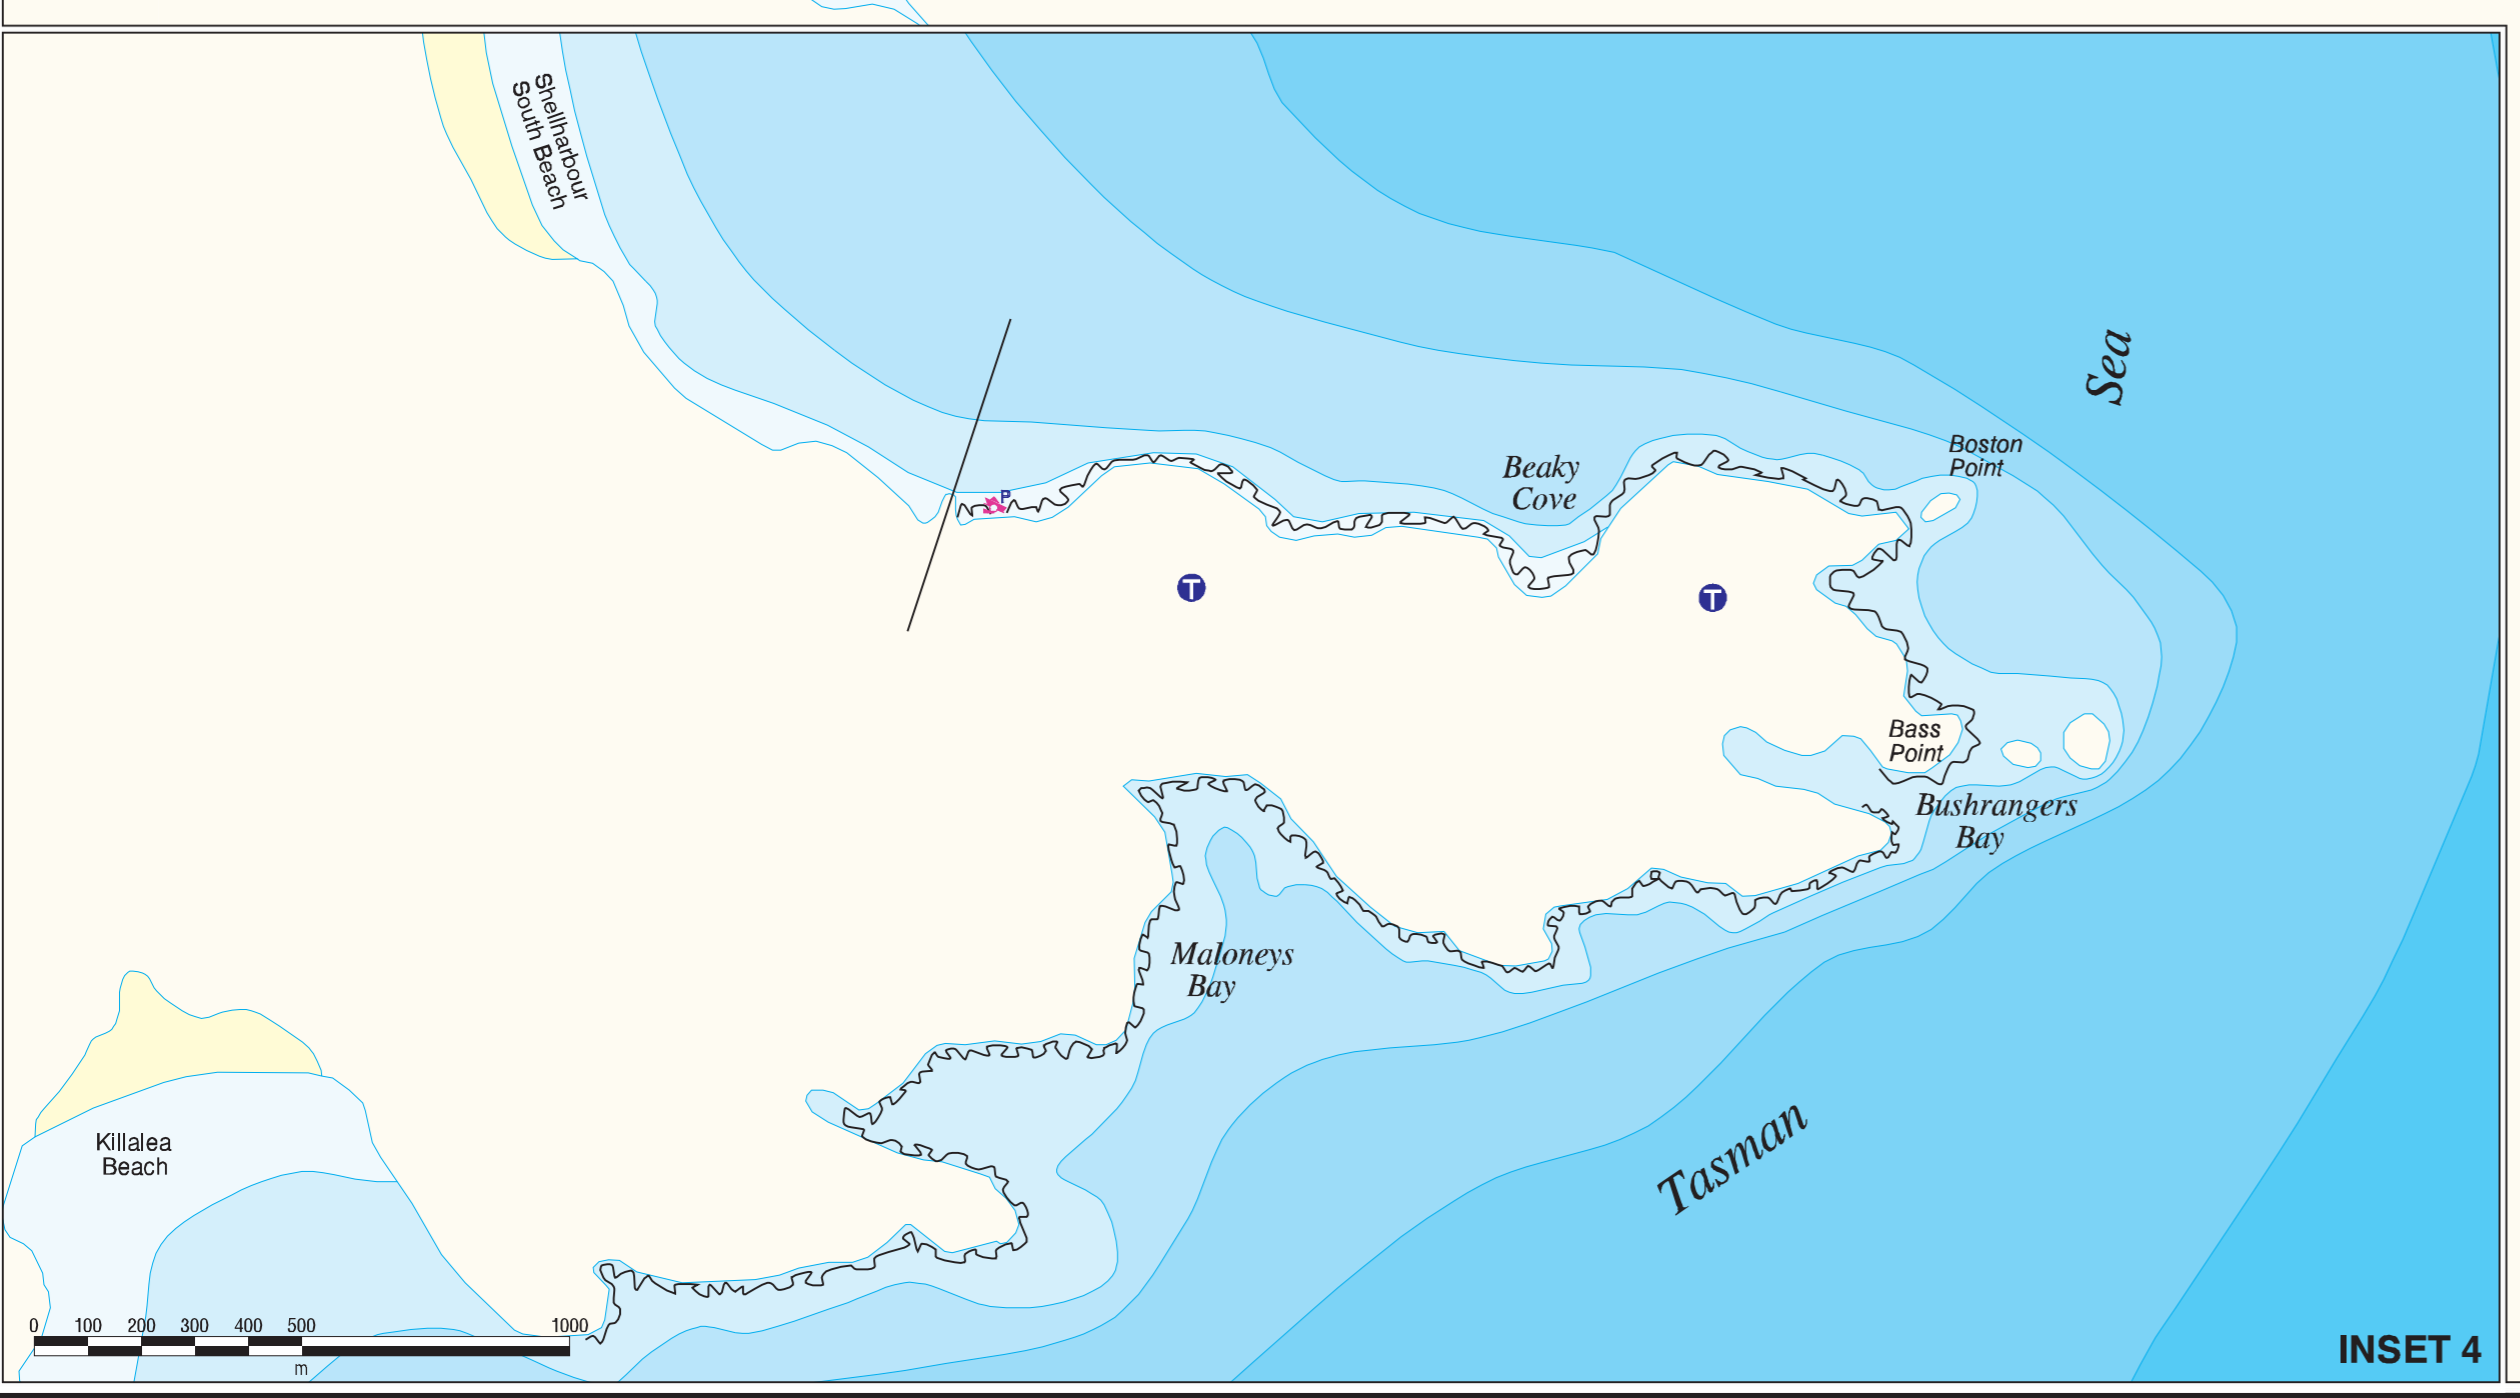 Shellharbour
South Beach
Sea
Boston
Point
Beaky
Cove
P
T
T
Bass
Point
Bushrangers
Bay
Maloneys
Bay
Tasman
Killalea
Beach
0 100 200 300 400 500 1000
m
INSET 4